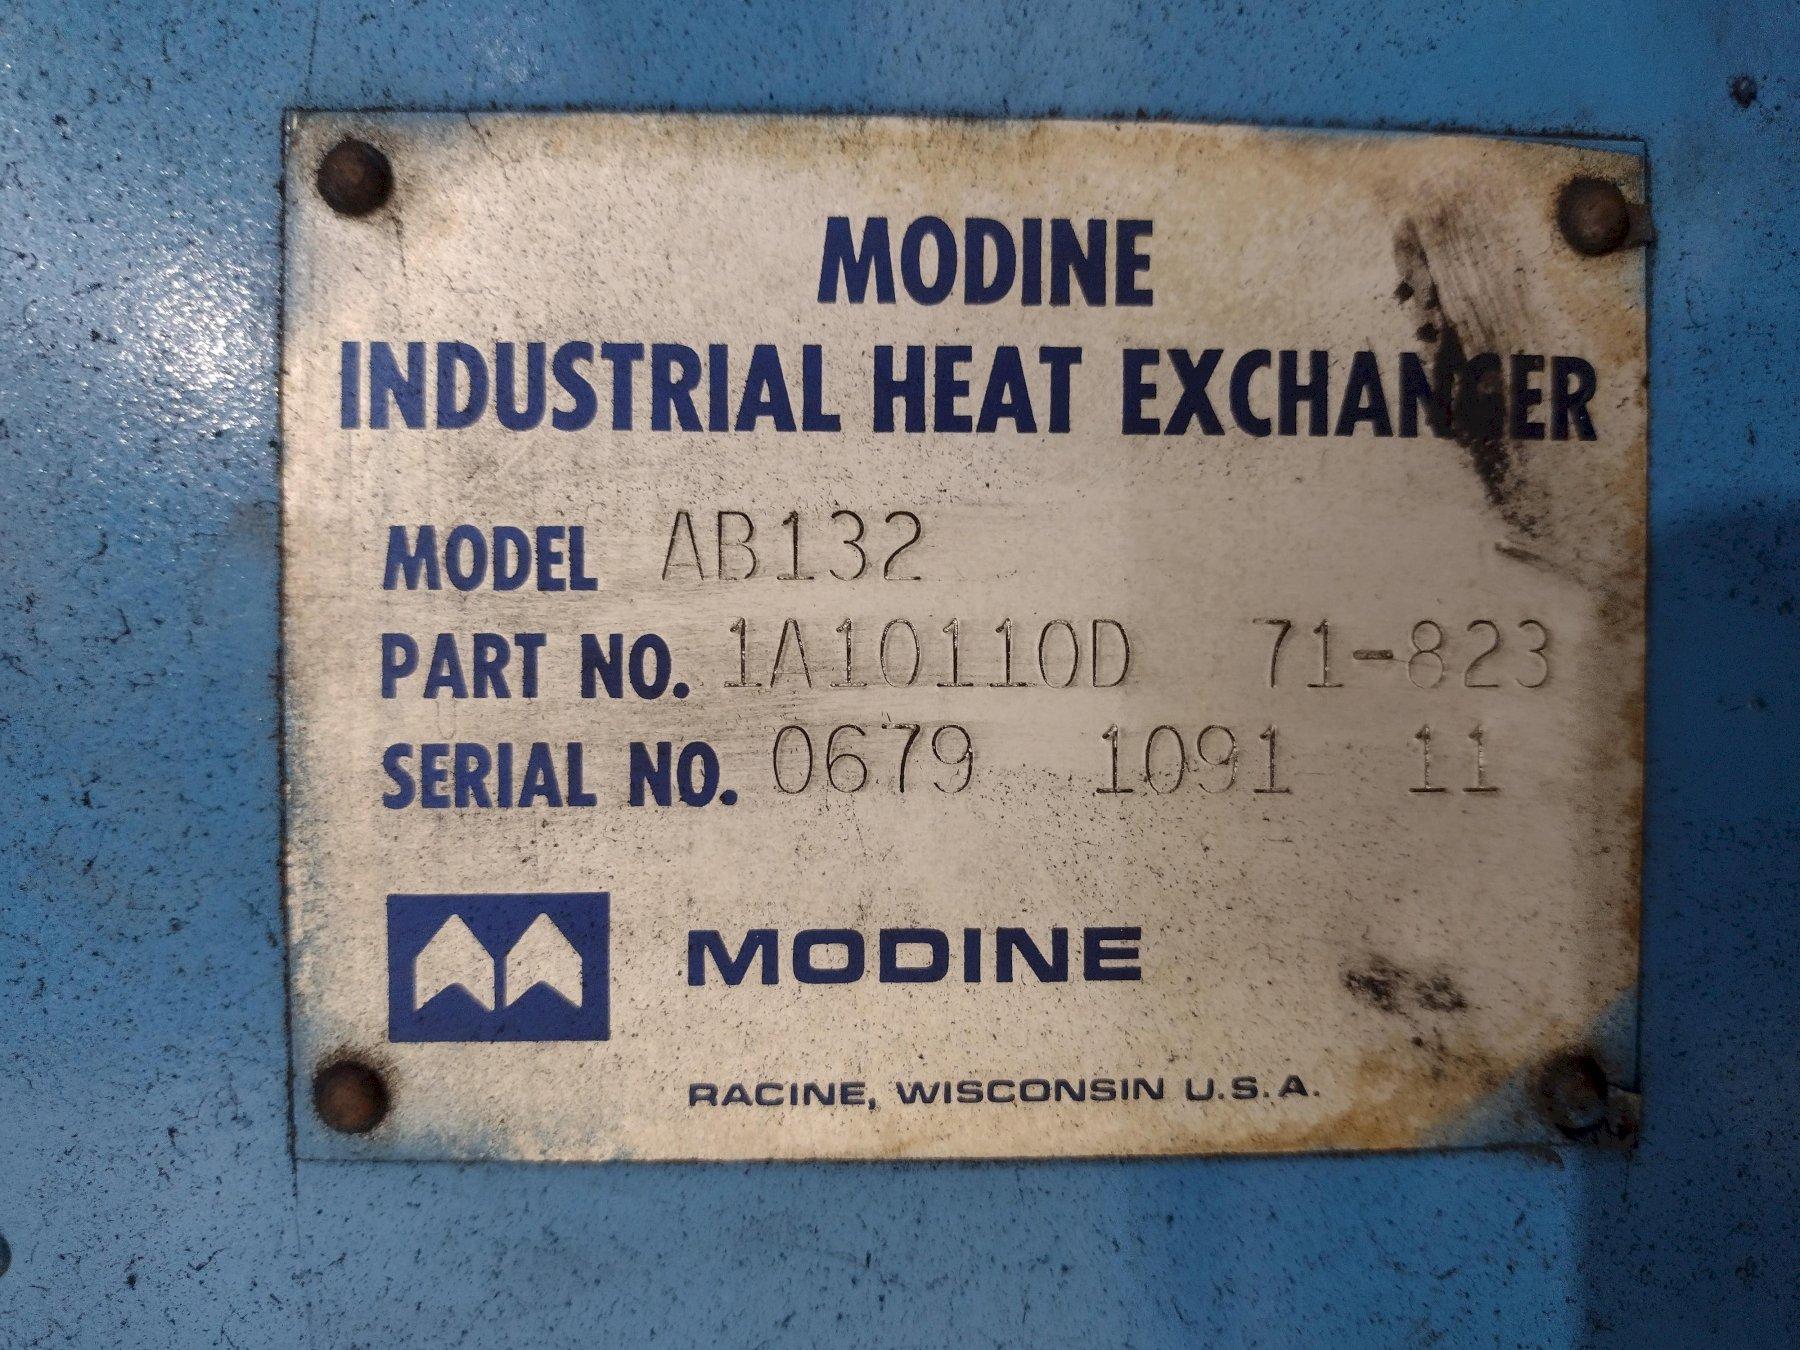 MODINE
INDUSTRIAL HEAT EXCHANGER
MODEL AB132
PART NO. 1A10110D 71-823
SERIAL NO. 0679 1091 11
MODINE
RACINE, WISCONSIN U.S.A.